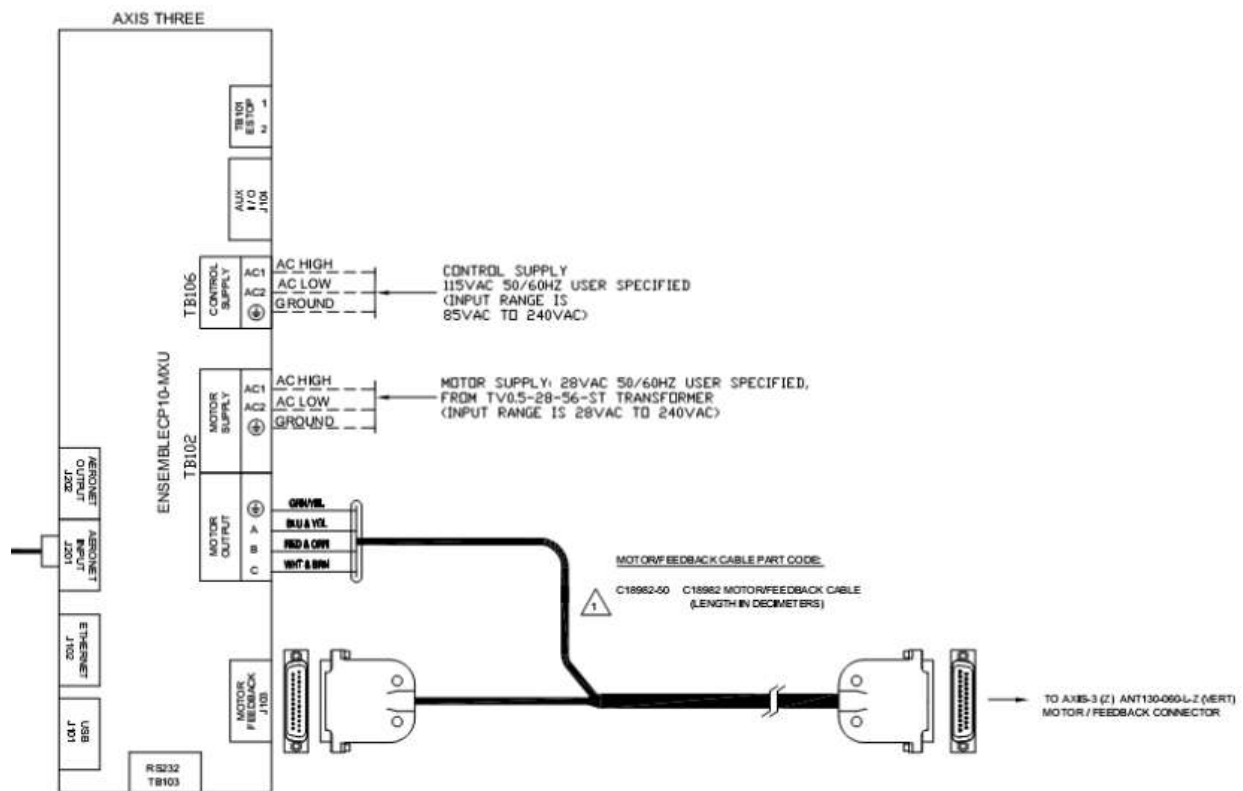 AXIS THREE
TB101
ESTOP
1
2
AUX
I / O
J104
TB106
CONTROL
SUPPLY
AC1
AC2
AC HIGH
AC LOW
GROUND
CONTROL SUPPLY
115VAC 50/60HZ USER SPECIFIED
(INPUT RANGE IS
85VAC TO 240VAC)
ENSEMBLECP10-MXU
TB102
MOTOR
SUPPLY
AC1
AC2
AC HIGH
AC LOW
GROUND
MOTOR SUPPLY: 28VAC 50/60HZ USER SPECIFIED,
FROM TV0.5-28-56-ST TRANSFORMER
(INPUT RANGE IS 28VAC TO 240VAC)
AERONET
OUTPUT
J202
AERONET
INPUT
J201
MOTOR
OUTPUT
A
B
C
GRN/YEL
BLU & YEL
RED & ORN
WHT & BRN
MOTOR/FEEDBACK CABLE PART CODE:
1
C18982-50 C18982 MOTOR/FEEDBACK CABLE
(LENGTH IN DECIMETERS)
ETHERNET
J102
MOTOR
FEEDBACK
J103
USB
J101
RS232
TB103
TO AXIS-3 (Z) ANT130-060-L-Z (VERT)
MOTOR / FEEDBACK CONNECTOR